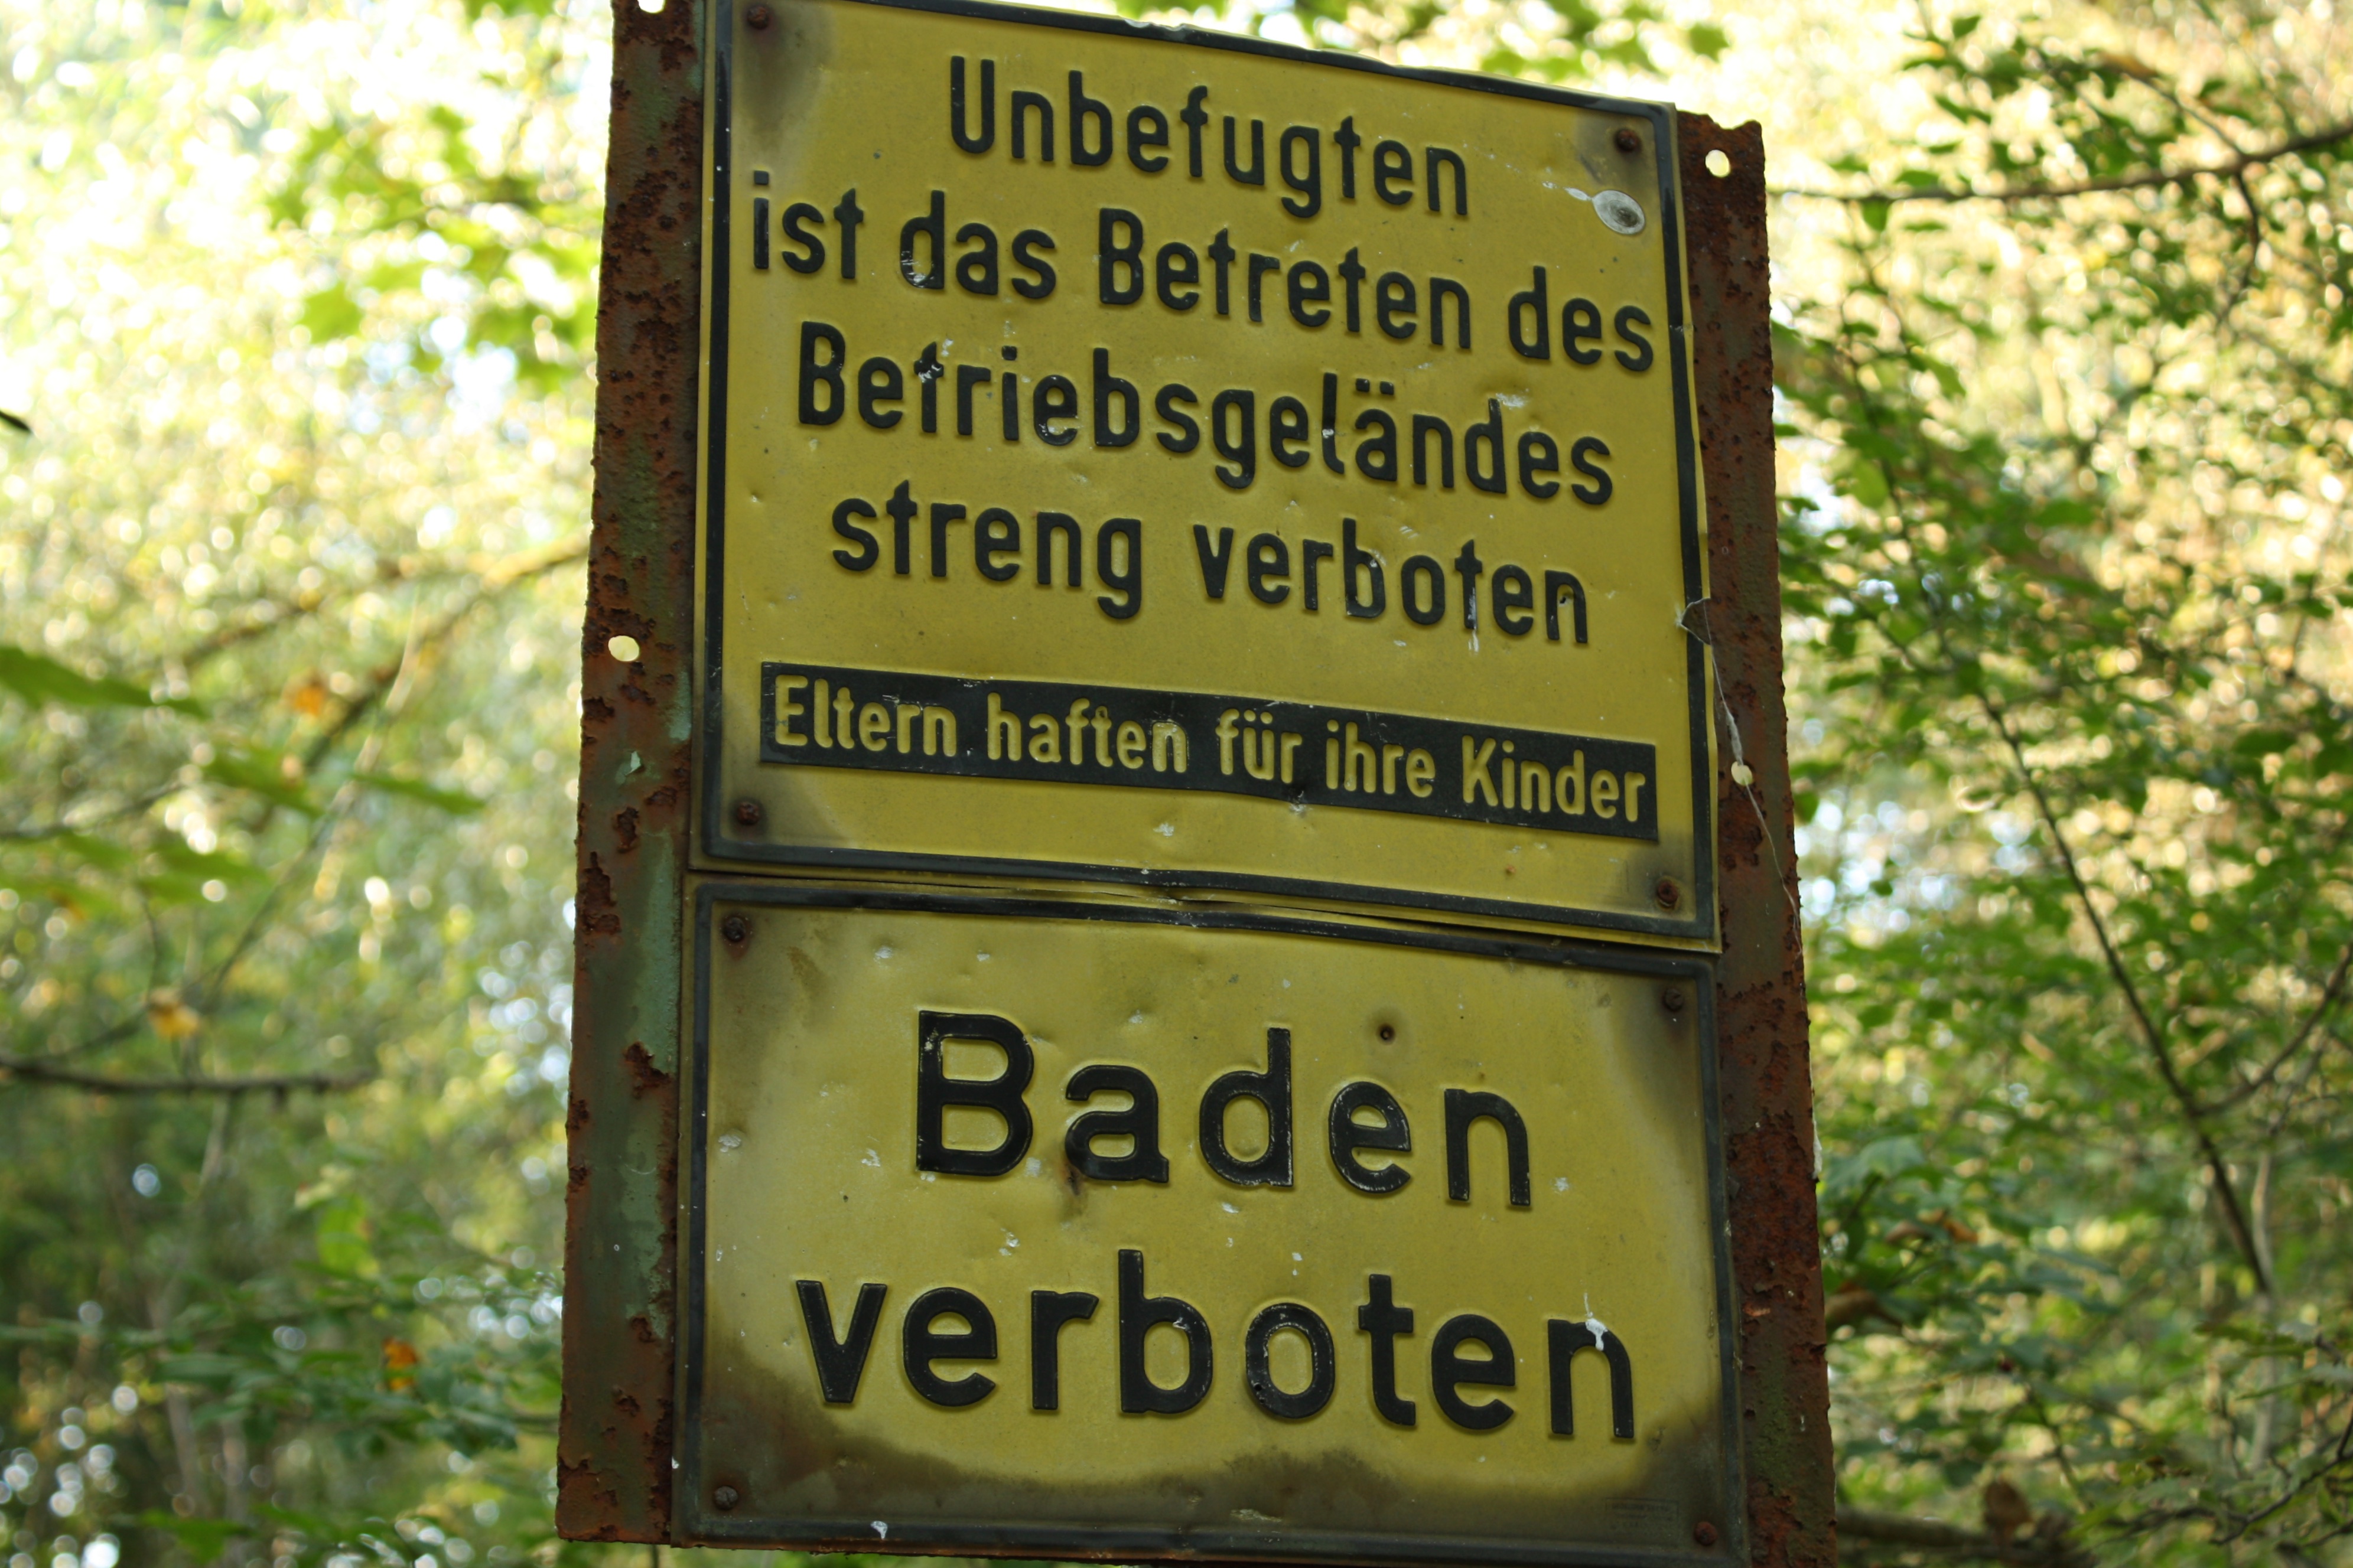 Unbefugten
ist das Betreten des
Betriebsgeländes
streng verboten
Eltern haften für ihre Kinder
Baden
verboten